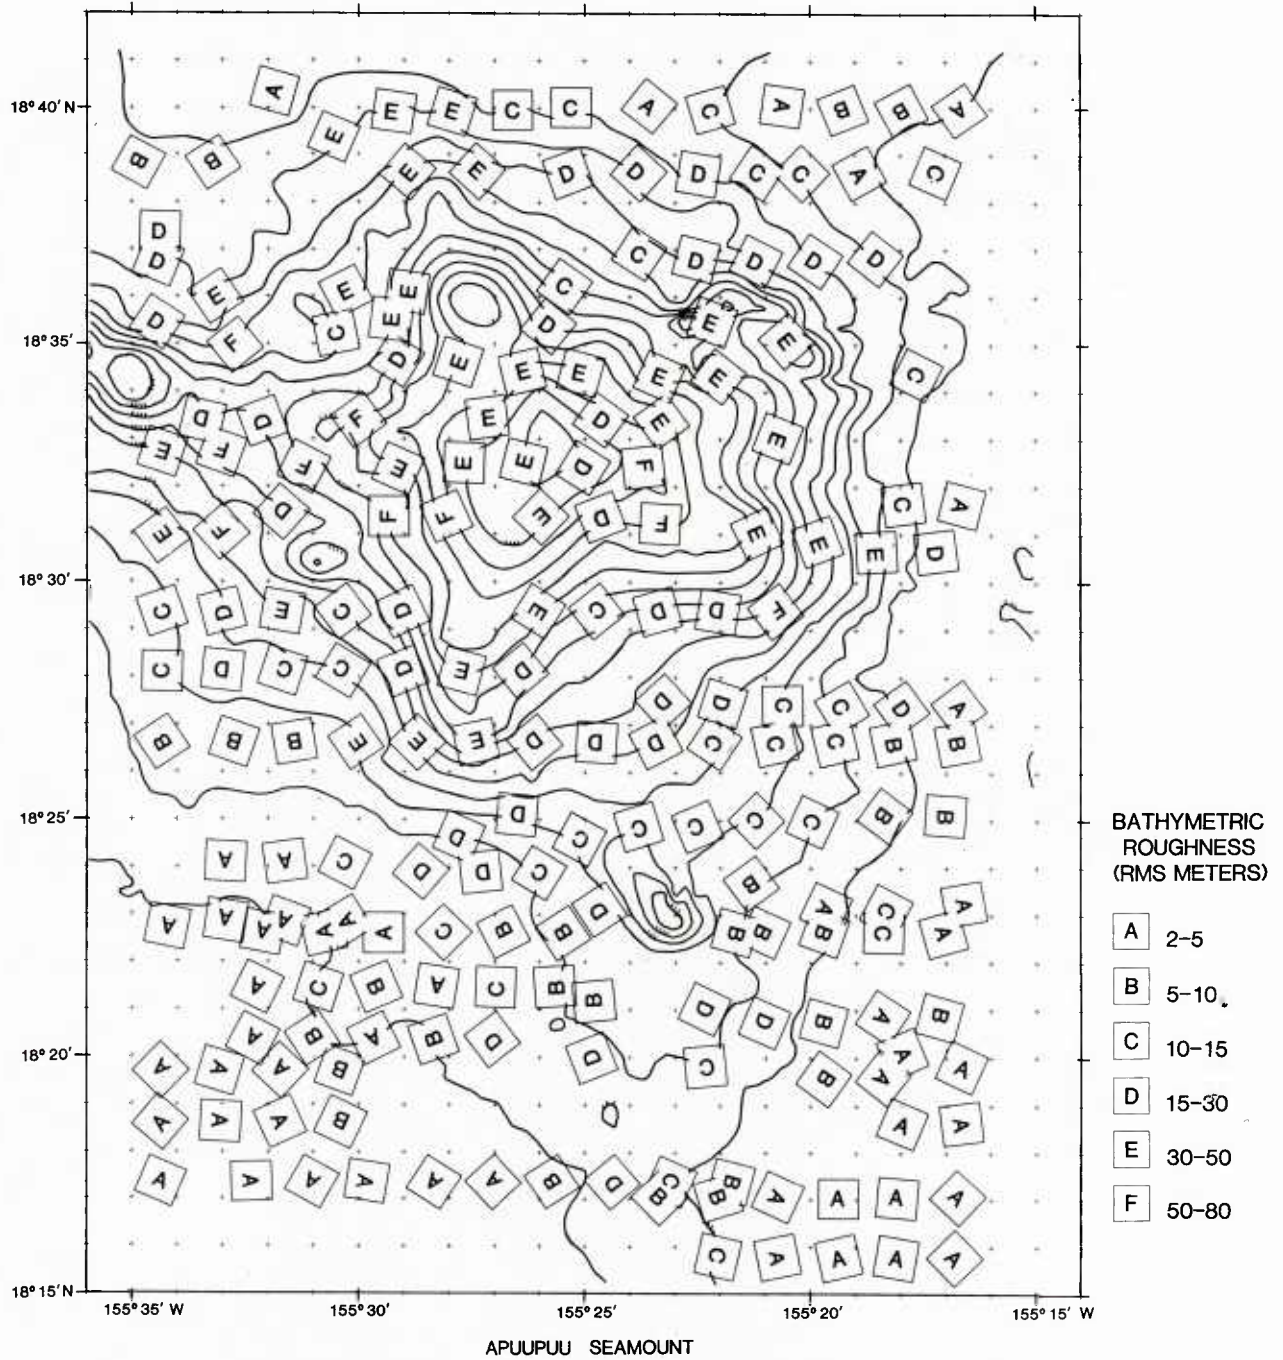 A
18°40' N
E E C C A C A B B A
E
B B E E D D D C C A C
D
D C D D D D
E E E C
D F C E D E E
18°35'
D E E E E E C
D D F E D E E
E F F E E E D F
C A
E F D F F E D F E E E D
18°30'
C D E C D E C D D F
C D C C D E D
D D C C D A
B B B E E E D D D C C C B B
18°25'
D C C C C B B
D C
A A C D D C B
D A C A
A A A A A A C B B B B B C A
A C B A C B B D D B A B
A B A B D
18°20'
A A A B D C B A A A
A A A B A A
A A A A A A B D C B B B A A A A
C A A A A
155°35' W
155°30'
155°25'
155°20'
155°15' W
18°15' N
APUUPUU SEAMOUNT
BATHYMETRIC
ROUGHNESS
(RMS METERS)
A 2-5
B 5-10
C 10-15
D 15-30
E 30-50
F 50-80